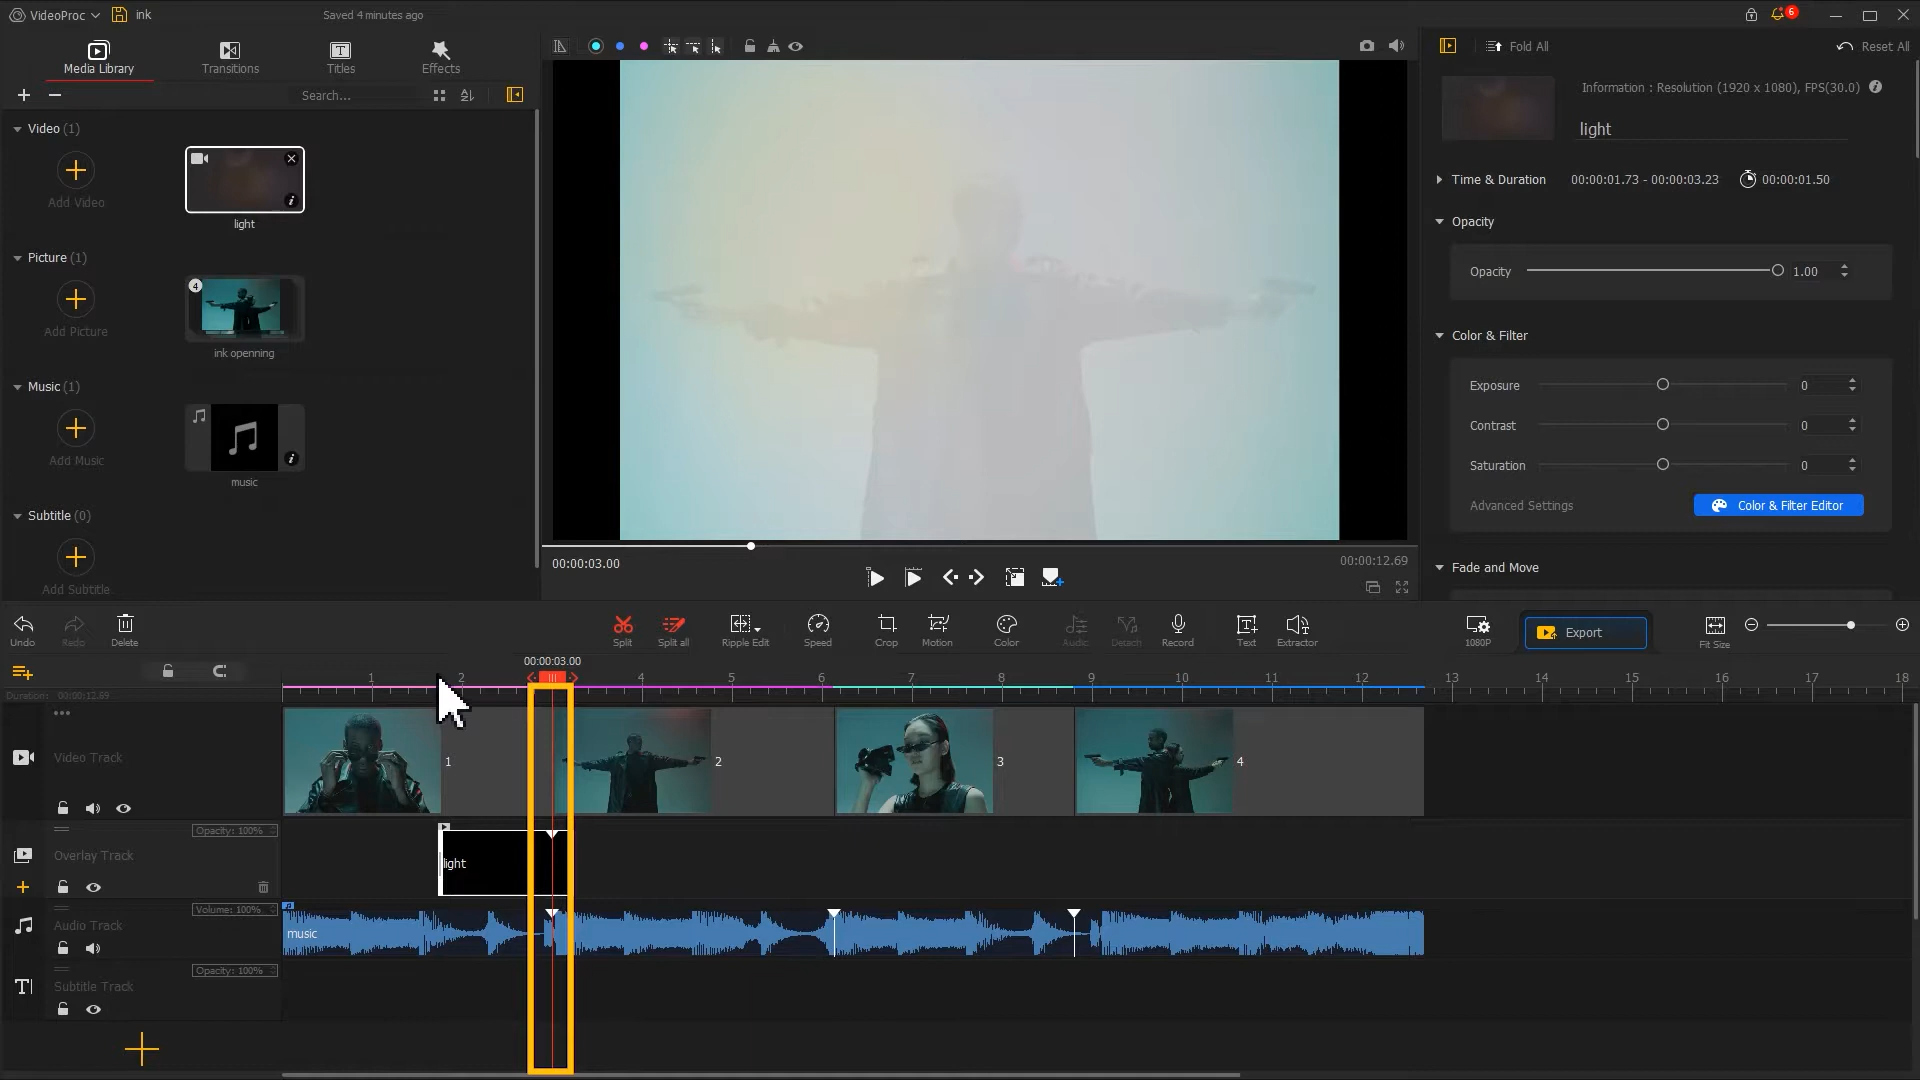 VideoProc
ink
Saved 4 minutes ago
6
Media Library
Transitions
Titles
Effects
Search...
Video (1)
Add Video
light
Picture (1)
Add Picture
4
ink openning
Music (1)
Add Music
music
Subtitle (0)
Add Subtitle
00:00:03.00
00:00:12.69
Fold All
Reset All
Information : Resolution (1920 x 1080), FPS(30.0)
light
Time & Duration
00:00:01.73 - 00:00:03.23
00:00:01.50
Opacity
Opacity
1.00
Color & Filter
Exposure
0
Contrast
0
Saturation
0
Advanced Settings
Color & Filter Editor
Fade and Move
Undo
Redo
Delete
Split
Split all
Ripple Edit
Speed
Crop
Motion
Color
Audio
Detach
Record
Text
Extractor
1080P
Export
Fit Size
00:00:03.00
Duration: 00:00:12.69
1
2
4
5
6
7
8
9
10
11
12
13
14
15
16
17
18
Video Track
1
2
3
4
Opacity: 100%
Overlay Track
light
Volume: 100%
Audio Track
music
Opacity: 100%
Subtitle Track